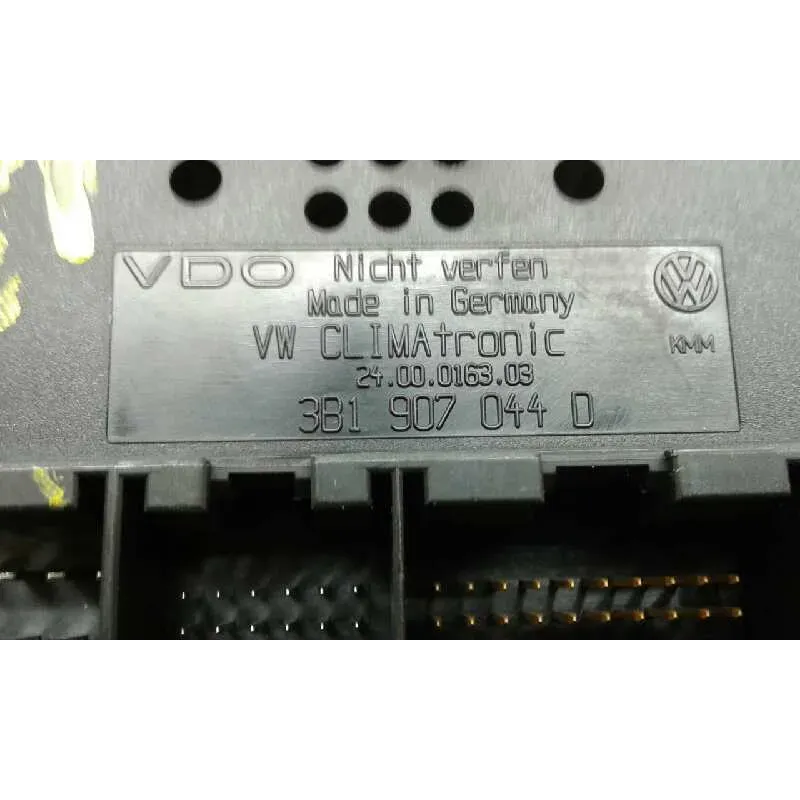 VDO Nicht verfen
Made in Germany
VW CLIMAtronic
KMM
24.00.0163.03
3B1 907 044 D